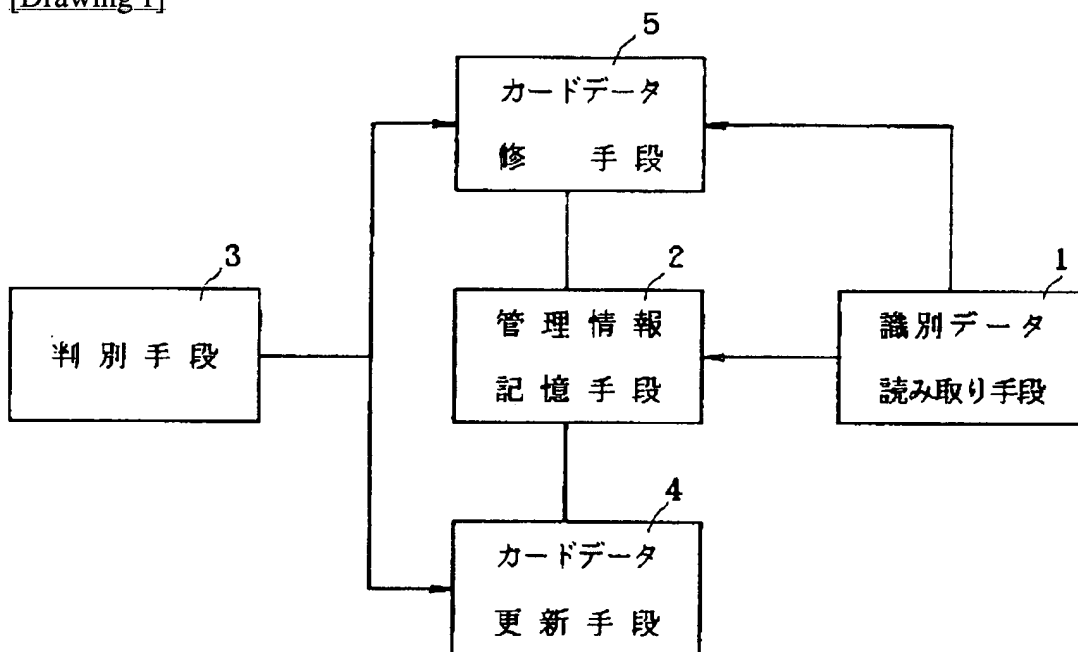 [Drawing 1]
5
カードデータ
修 手段
3
判別手段
2
管理情報
記憶手段
1
識別データ
読み取り手段
4
カードデータ
更新手段